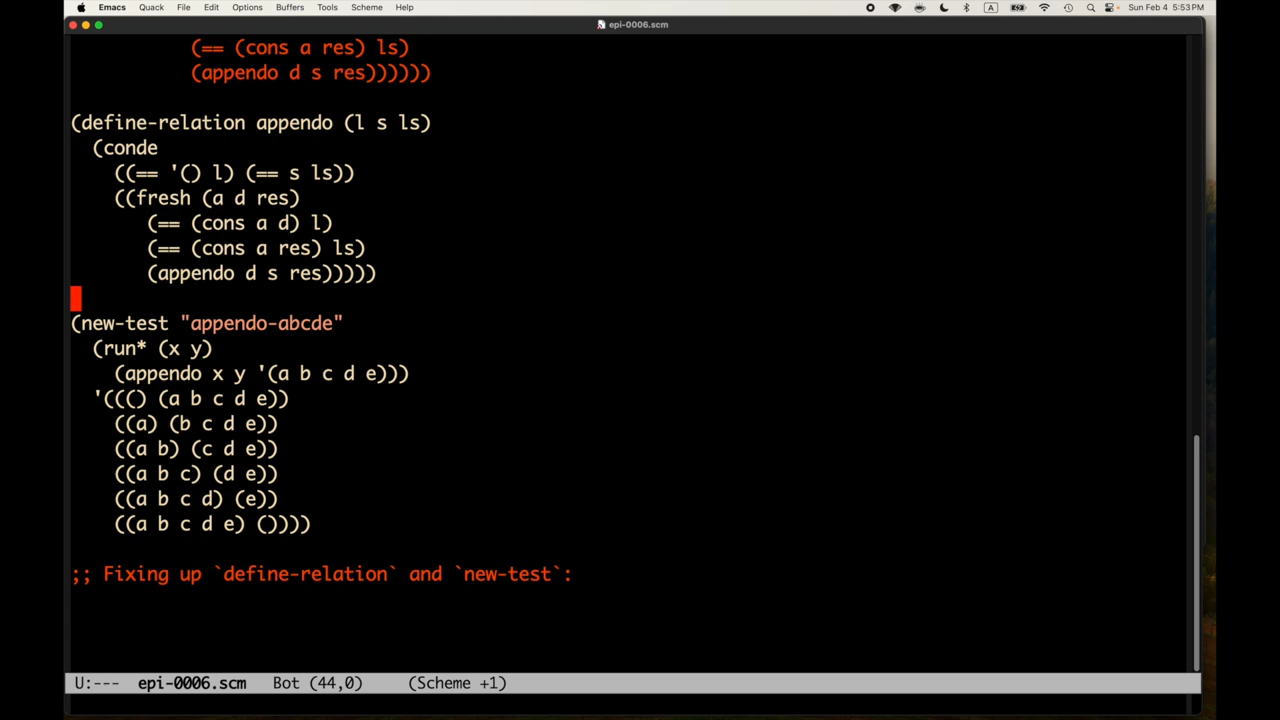 Emacs Quack File Edit Options Buffers Tools Scheme Help A Sun Feb 4 5:53 PM
epi-0006.scm
(== (cons a res) ls)
(appendo d s res))))))
(define-relation appendo (l s ls)
(conde
((== '() l) (== s ls))
((fresh (a d res)
(== (cons a d) l)
(== (cons a res) ls)
(appendo d s res)))))
(new-test "appendo-abcde"
(run* (x y)
(appendo x y '(a b c d e)))
'((() (a b c d e))
((a) (b c d e))
((a b) (c d e))
((a b c) (d e))
((a b c d) (e))
((a b c d e) ())))
;; Fixing up `define-relation` and `new-test`:
U:--- epi-0006.scm Bot (44,0) (Scheme +1)